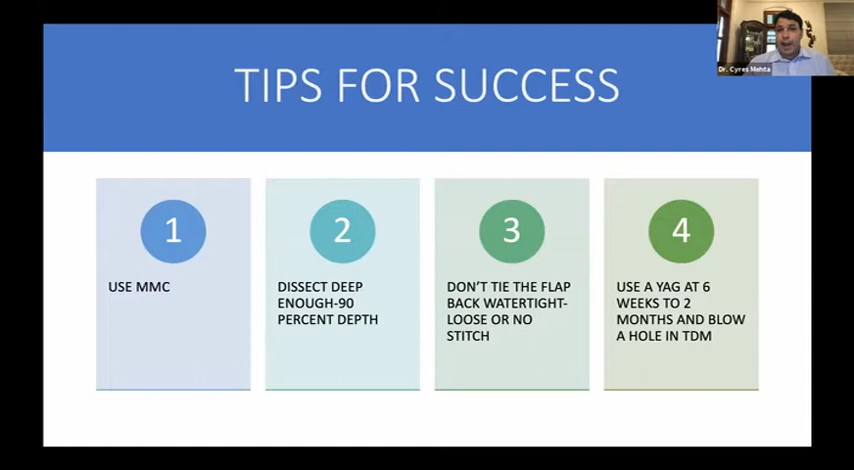 TIPS FOR SUCCESS
Dr. Cyres Mehta
1
USE MMC
2
DISSECT DEEP
ENOUGH-90
PERCENT DEPTH
3
DON'T TIE THE FLAP
BACK WATERTIGHT-
LOOSE OR NO
STITCH
4
USE A YAG AT 6
WEEKS TO 2
MONTHS AND BLOW
A HOLE IN TDM